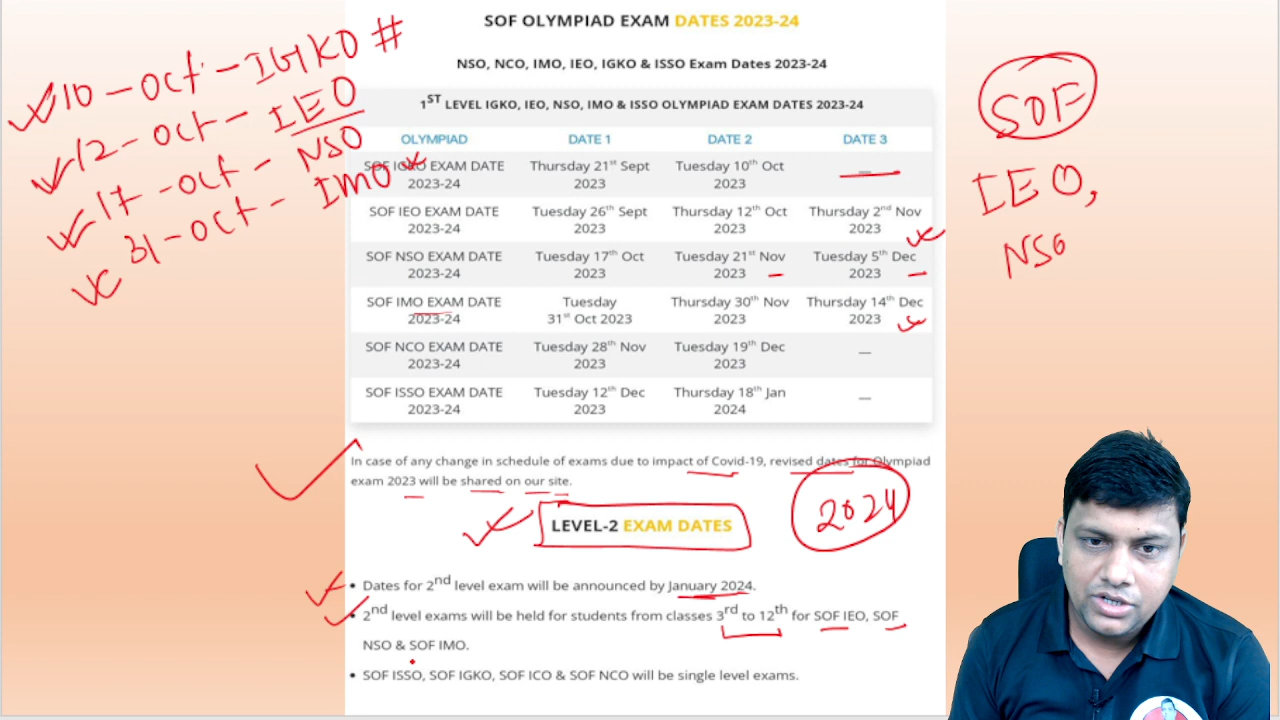 SOF OLYMPIAD EXAM DATES 2023-24
NSO, NCO, IMO, IEO, IGKO & ISSO Exam Dates 2023-24
1ST LEVEL IGKO, IEO, NSO, IMO & ISSO OLYMPIAD EXAM DATES 2023-24
OLYMPIAD DATE 1 DATE 2 DATE 3
SOF IGKO EXAM DATE Thursday 21st Sept Tuesday 10th Oct —
2023-24 2023 2023
SOF IEO EXAM DATE Tuesday 26th Sept Thursday 12th Oct Thursday 2nd Nov
2023-24 2023 2023 2023
SOF NSO EXAM DATE Tuesday 17th Oct Tuesday 21st Nov Tuesday 5th Dec
2023-24 2023 2023 2023
SOF IMO EXAM DATE Tuesday Thursday 30th Nov Thursday 14th Dec
2023-24 31st Oct 2023 2023 2023
SOF NCO EXAM DATE Tuesday 28th Nov Tuesday 19th Dec —
2023-24 2023 2023
SOF ISSO EXAM DATE Tuesday 12th Dec Thursday 18th Jan —
2023-24 2023 2024
In case of any change in schedule of exams due to impact of Covid-19, revised dates for Olympiad
exam 2023 will be shared on our site.
LEVEL-2 EXAM DATES
• Dates for 2nd level exam will be announced by January 2024.
• 2nd level exams will be held for students from classes 3rd to 12th for SOF IEO, SOF
NSO & SOF IMO.
• SOF ISSO, SOF IGKO, SOF ICO & SOF NCO will be single level exams.
10-Oct-IGKO #
12-Oct-IEO
17-Oct-NSO
31-Oct-IMO
SOF
IEO,
NSO
2024